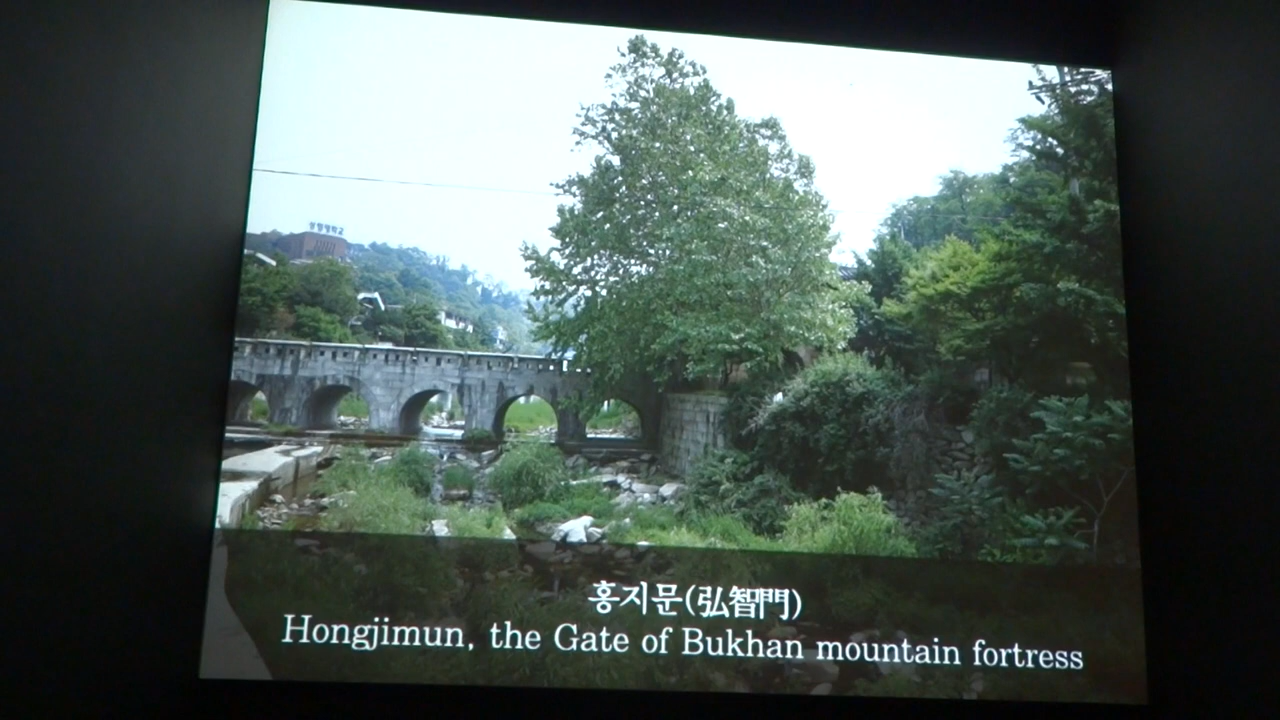 홍지문(弘智門)
Hongjimun, the Gate of Bukhan mountain fortress